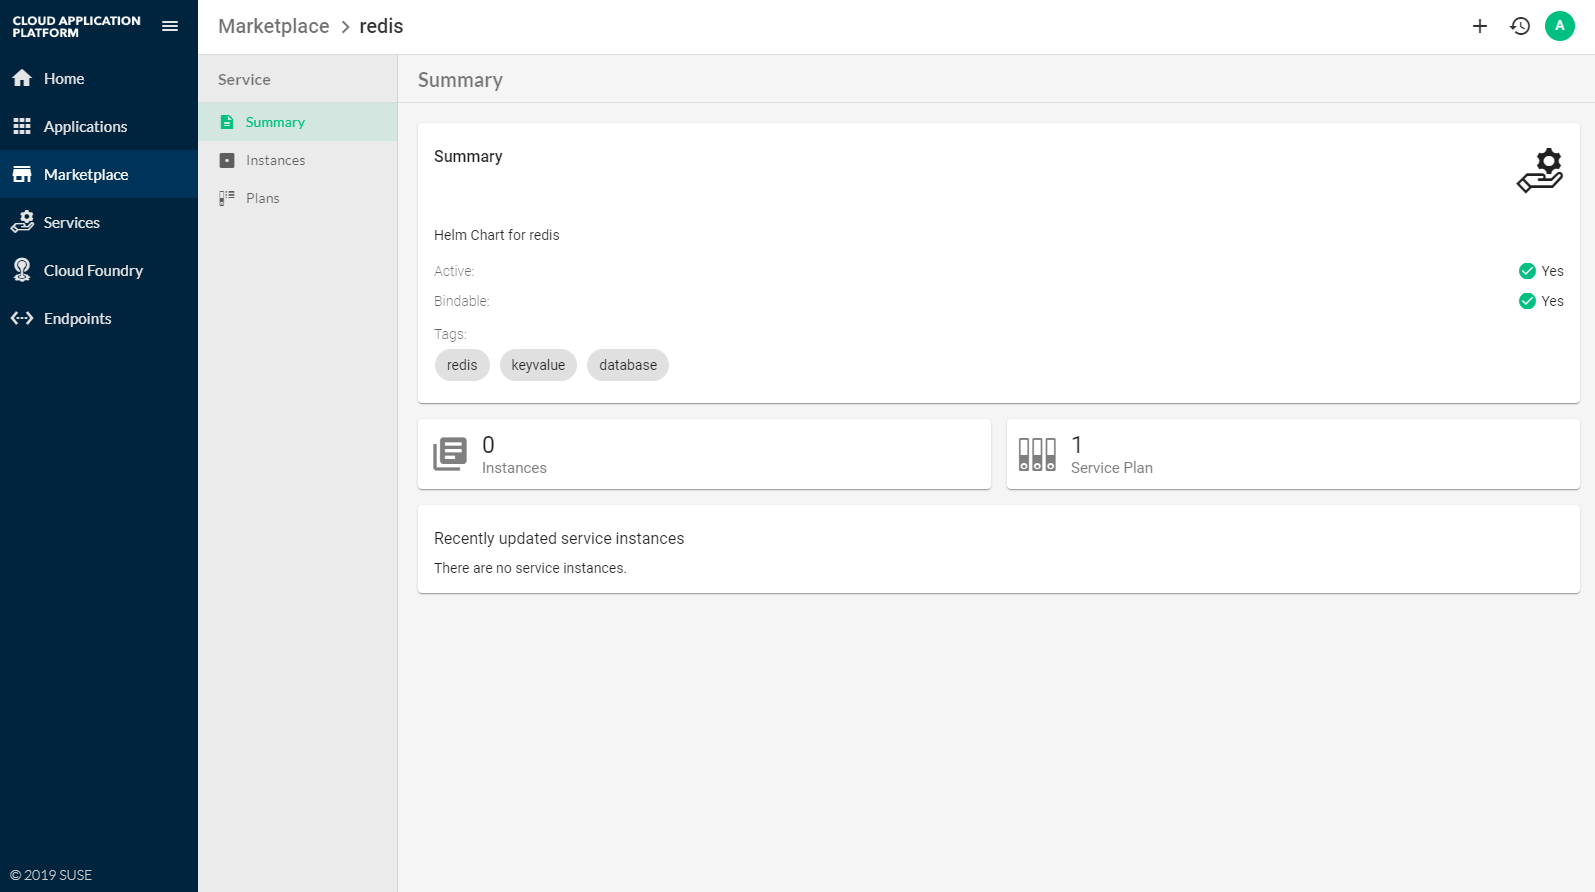 CLOUD APPLICATION
PLATFORM
Home
Applications
Marketplace
Services
Cloud Foundry
Endpoints
© 2019 SUSE
Marketplace > redis
A
Service
Summary
Instances
Plans
Summary
Summary
Helm Chart for redis
Active: Yes
Bindable: Yes
Tags:
redis keyvalue database
0
Instances
1
Service Plan
Recently updated service instances
There are no service instances.